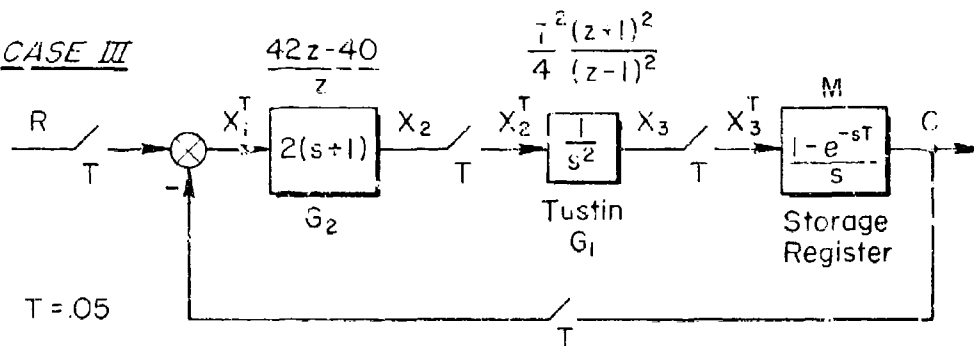 CASE III
42z-40
z
T² (z+1)²
4 (z-1)²
M
R
T
X₁ᵀ
2(s+1)
X₂
T
X₂ᵀ
1
s²
X₃
T
X₃ᵀ
1-e⁻ˢᵀ
s
C
-
G₂
Tustin
G₁
Storage
Register
T = .05
T